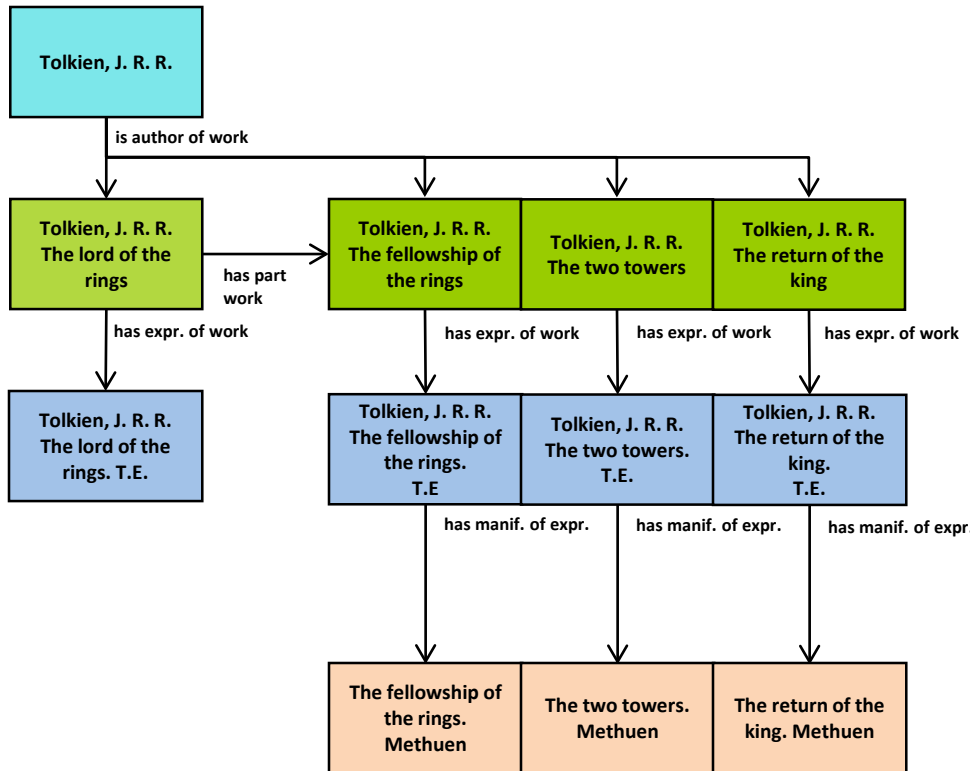 Tolkien, J. R. R.
is author of work
Tolkien, J. R. R.
The lord of the
rings
has part
work
Tolkien, J. R. R.
The fellowship of
the rings
Tolkien, J. R. R.
The two towers
Tolkien, J. R. R.
The return of the
king
has expr. of work
has expr. of work
has expr. of work
has expr. of work
Tolkien, J. R. R.
The lord of the
rings. T.E.
Tolkien, J. R. R.
The fellowship of
the rings.
T.E
Tolkien, J. R. R.
The two towers.
T.E.
Tolkien, J. R. R.
The return of the
king.
T.E.
has manif. of expr.
has manif. of expr.
has manif. of expr.
The fellowship of
the rings.
Methuen
The two towers.
Methuen
The return of the
king. Methuen